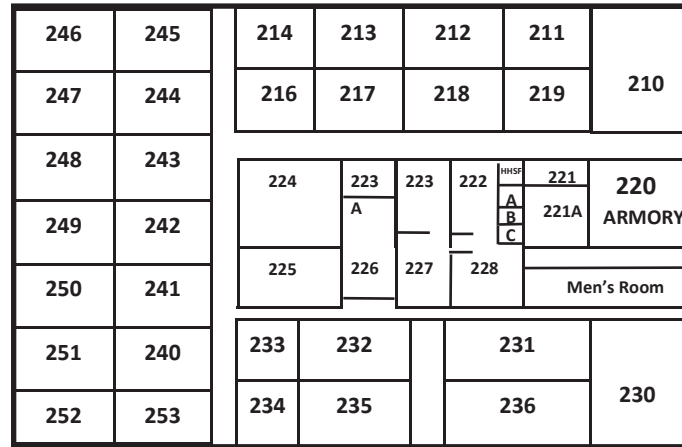 246 245 214 213 212 211
247 244 216 217 218 219 210
248 243 224 223 223 222 HHSF 221 220
A A 221A ARMORY
B
249 242 C
225 226 227 228
250 241 Men's Room
251 240 233 232 231
252 253 234 235 236 230